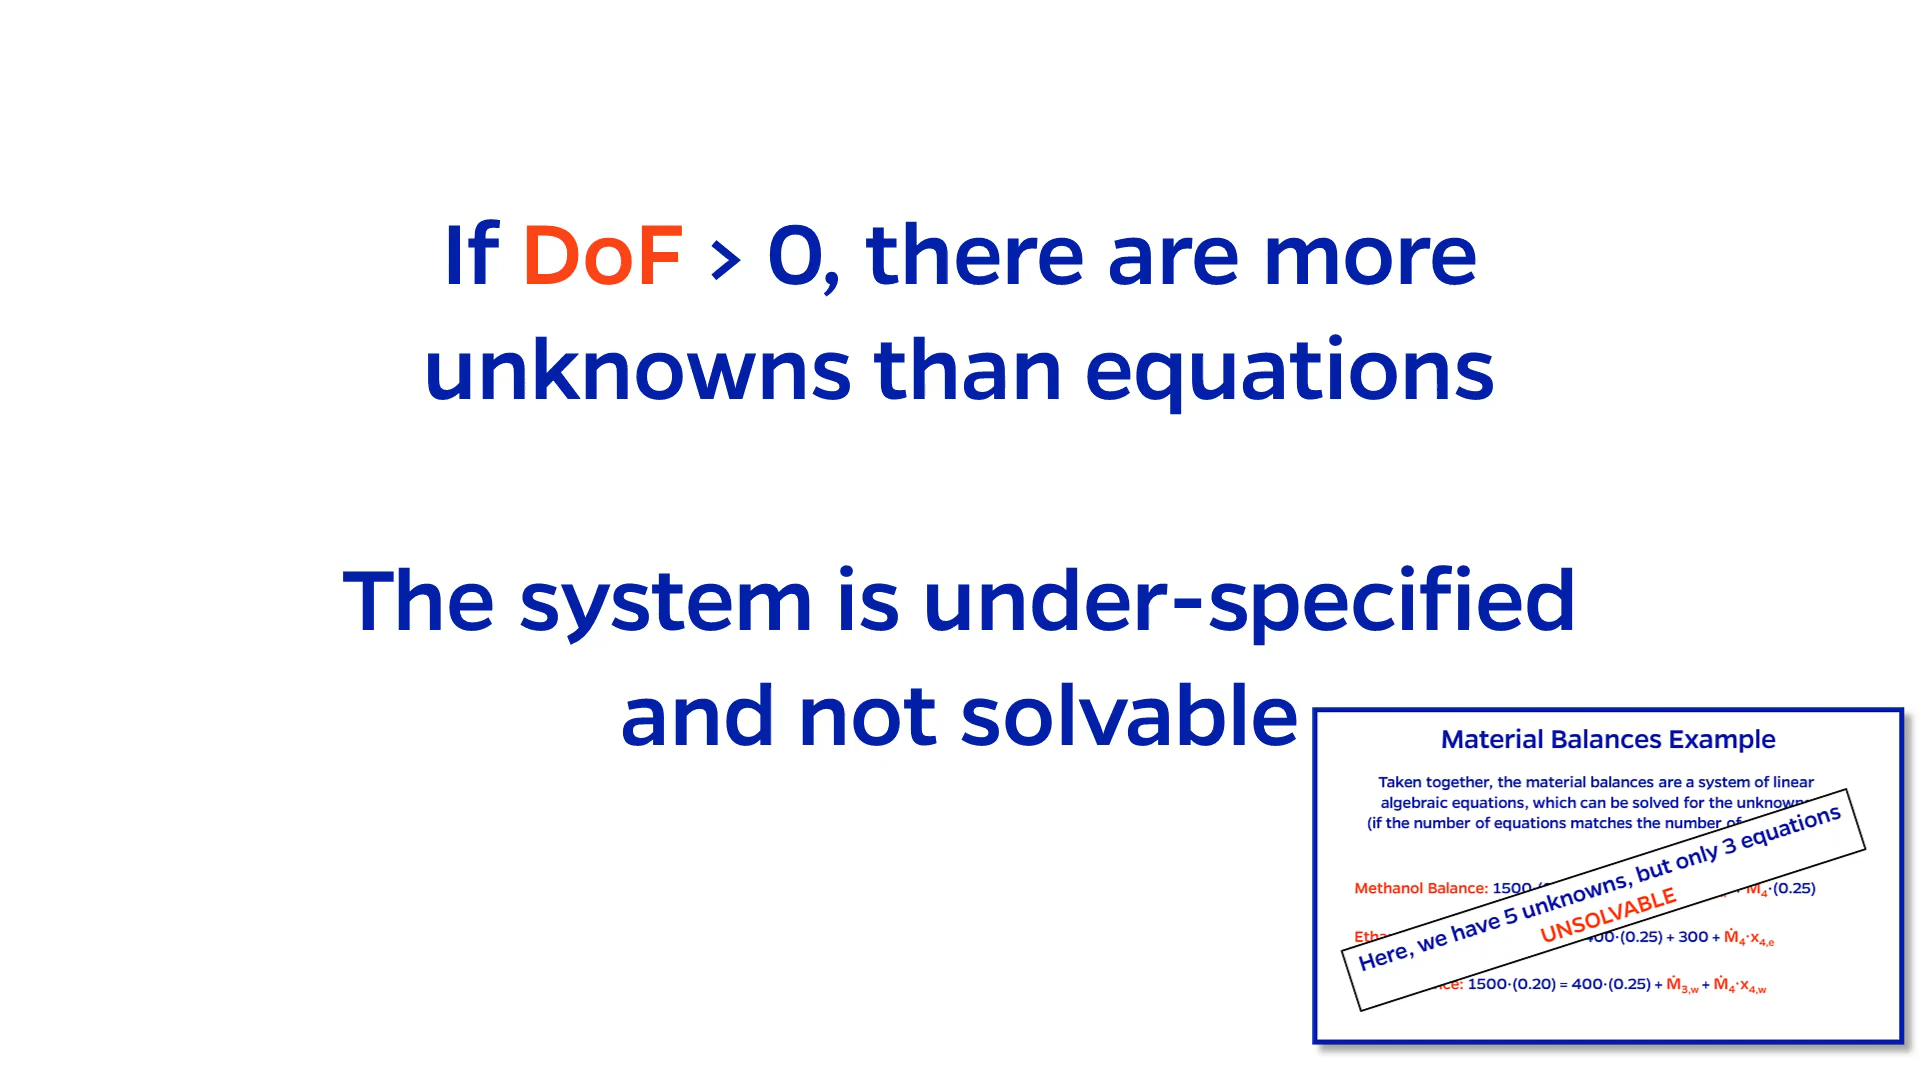 If DoF > 0, there are more
unknowns than equations
The system is under-specified
and not solvable
Material Balances Example
Taken together, the material balances are a system of linear
algebraic equations, which can be solved for the
(if the number of equations matches the number of
Here, we have 5 unknowns, but only 3 equations
UNSOLVABLE
Methanol Balance: 1500 Ṁ₄·(0.25)
(0.25) + 300 + Ṁ₄·x₄,ₑ
1500·(0.20) = 400·(0.25) + Ṁ₃,w + Ṁ₄·x₄,w